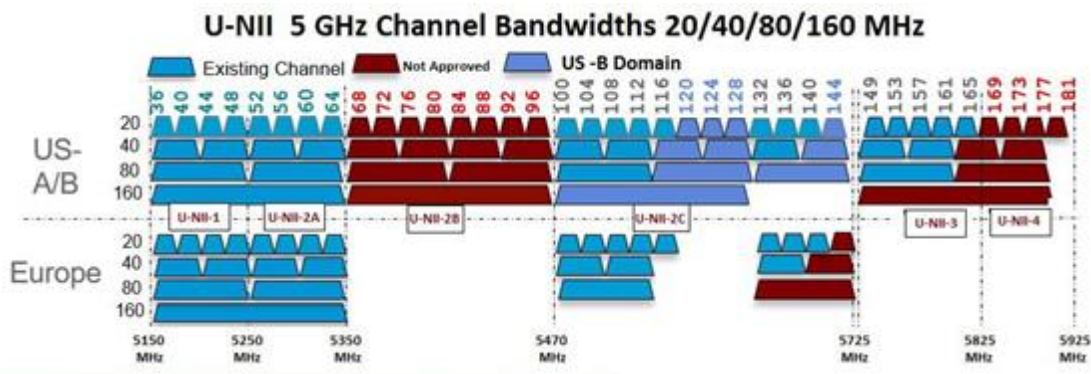 U-NII 5 GHz Channel Bandwidths 20/40/80/160 MHz
Existing Channel Not Approved US -B Domain
36 40 44 48 52 56 60 64 68 72 76 80 84 88 92 96 100 104 108 112 116 120 124 128 132 136 140 144 149 153 157 161 165 169 173 177 181
US-
A/B
20
40
80
160
U-NII-1 U-NII-2A U-NII-2B U-NII-2C U-NII-3 U-NII-4
Europe
20
40
80
160
5150 5250 5350 5470 5725 5825 5925
MHz MHz MHz MHz MHz MHz MHz